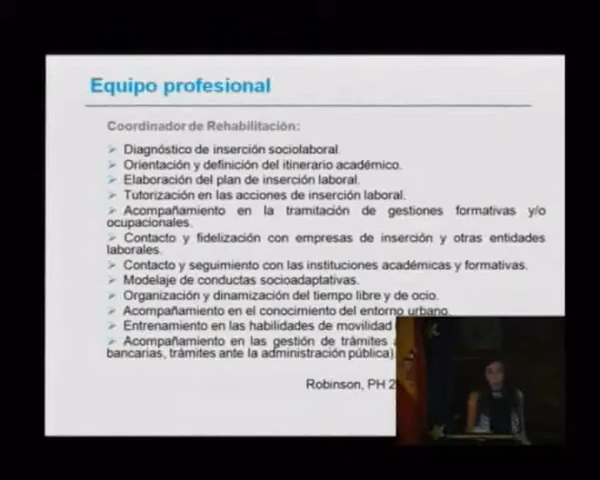 Equipo profesional
Coordinador de Rehabilitación:
➢ Diagnóstico de inserción sociolaboral.
➢ Orientación y definición del itinerario académico.
➢ Elaboración del plan de inserción laboral.
➢ Tutorización en las acciones de inserción laboral.
➢ Acompañamiento en la tramitación de gestiones formativas y/o
ocupacionales.
➢ Contacto y fidelización con empresas de inserción y otras entidades
laborales.
➢ Contacto y seguimiento con las instituciones académicas y formativas.
➢ Modelaje de conductas socioadaptativas.
➢ Organización y dinamización del tiempo libre y de ocio.
➢ Acompañamiento en el conocimiento del entorno urbano.
➢ Entrenamiento en las habilidades de movilidad
➢ Acompañamiento en las gestión de trámites
bancarias, trámites ante la administración pública)
Robinson, PH 2